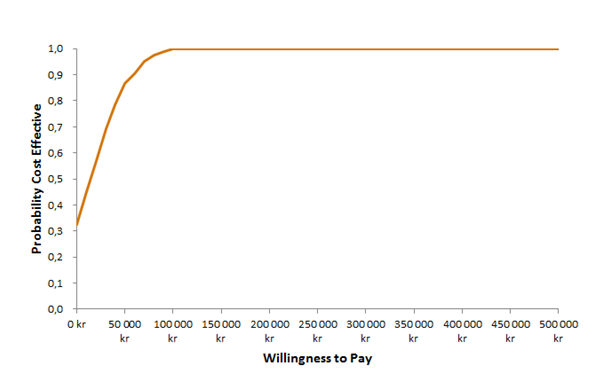 1,0
0,9
0,8
0,7
0,6
0,5
0,4
0,3
0,2
0,1
0,0
Probability Cost Effective
0 kr 50 000 100 000 150 000 200 000 250 000 300 000 350 000 400 000 450 000 500 000
kr kr kr kr kr kr kr kr kr kr
Willingness to Pay